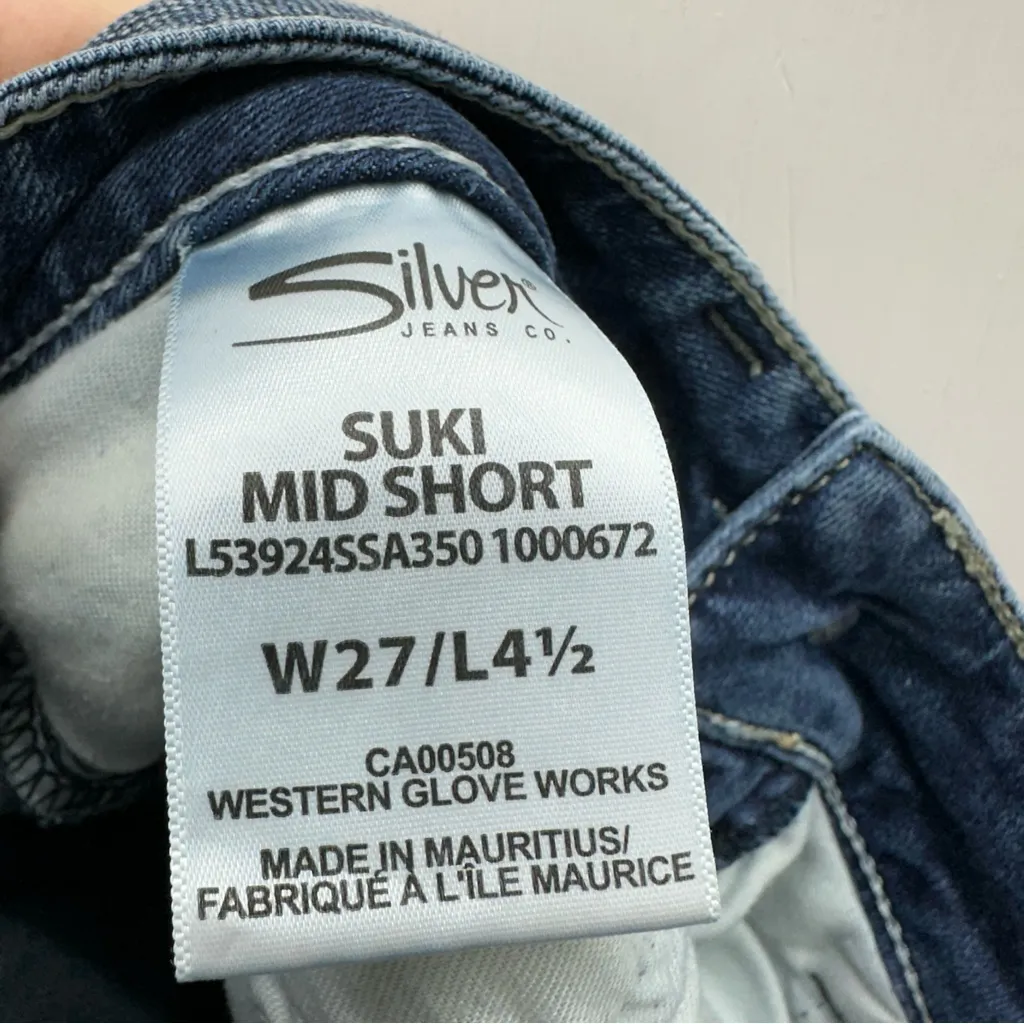 Silver®
JEANS CO.
SUKI
MID SHORT
L53924SSA350 1000672
W27/L4½
CA00508
WESTERN GLOVE WORKS
MADE IN MAURITIUS/
FABRIQUÉ À L'ÎLE MAURICE